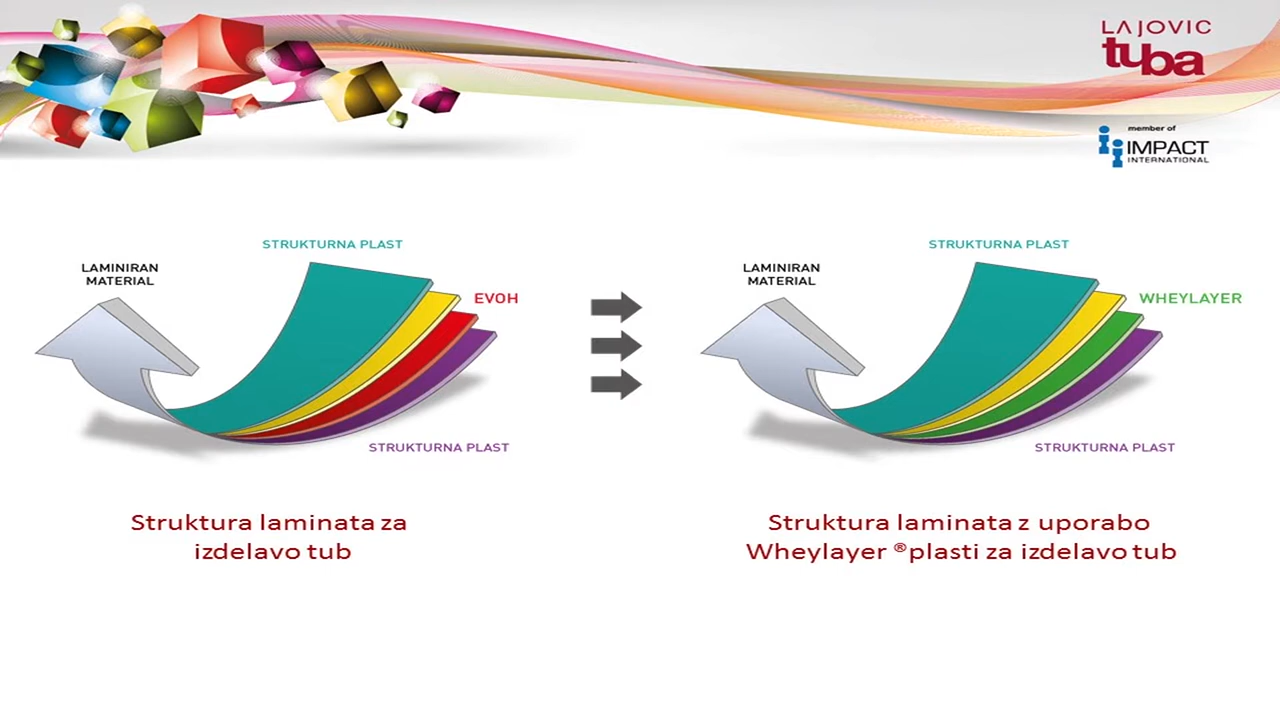 LAJOVIC
tuba
member of
IMPACT
INTERNATIONAL
STRUKTURNA PLAST
LAMINIRAN
MATERIAL
EVOH
STRUKTURNA PLAST
Struktura laminata za
izdelavo tub
STRUKTURNA PLAST
LAMINIRAN
MATERIAL
WHEYLAYER
STRUKTURNA PLAST
Struktura laminata z uporabo
Wheylayer ®plasti za izdelavo tub